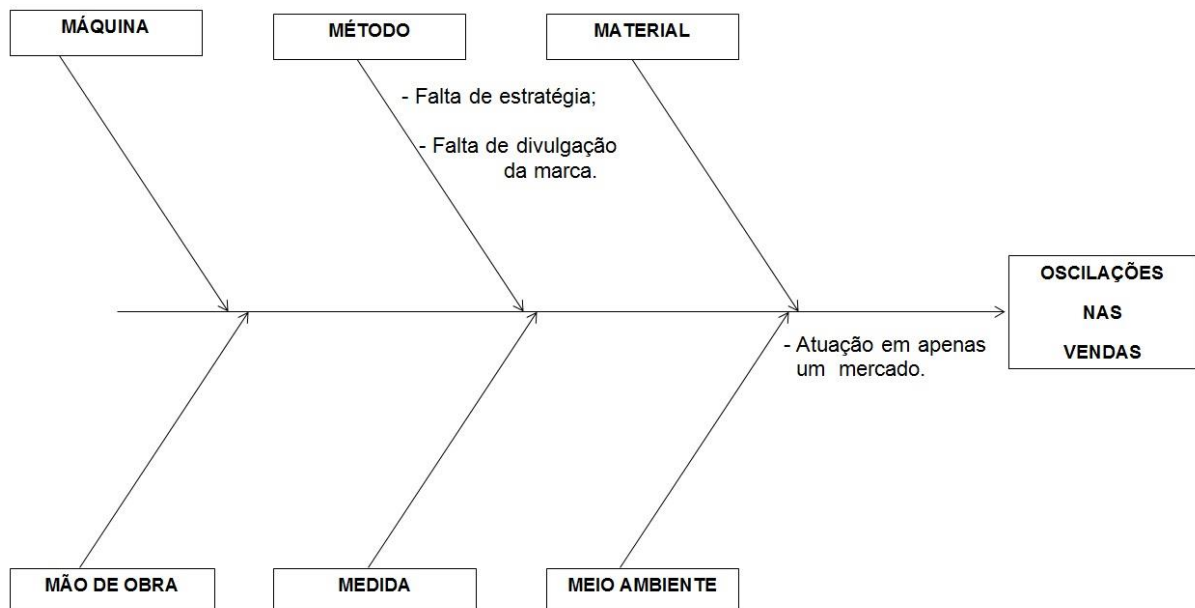 MÁQUINA
MÉTODO
MATERIAL
- Falta de estratégia;
- Falta de divulgação
da marca.
OSCILAÇÕES
NAS
VENDAS
- Atuação em apenas
um mercado.
MÃO DE OBRA
MEDIDA
MEIO AMBIENTE